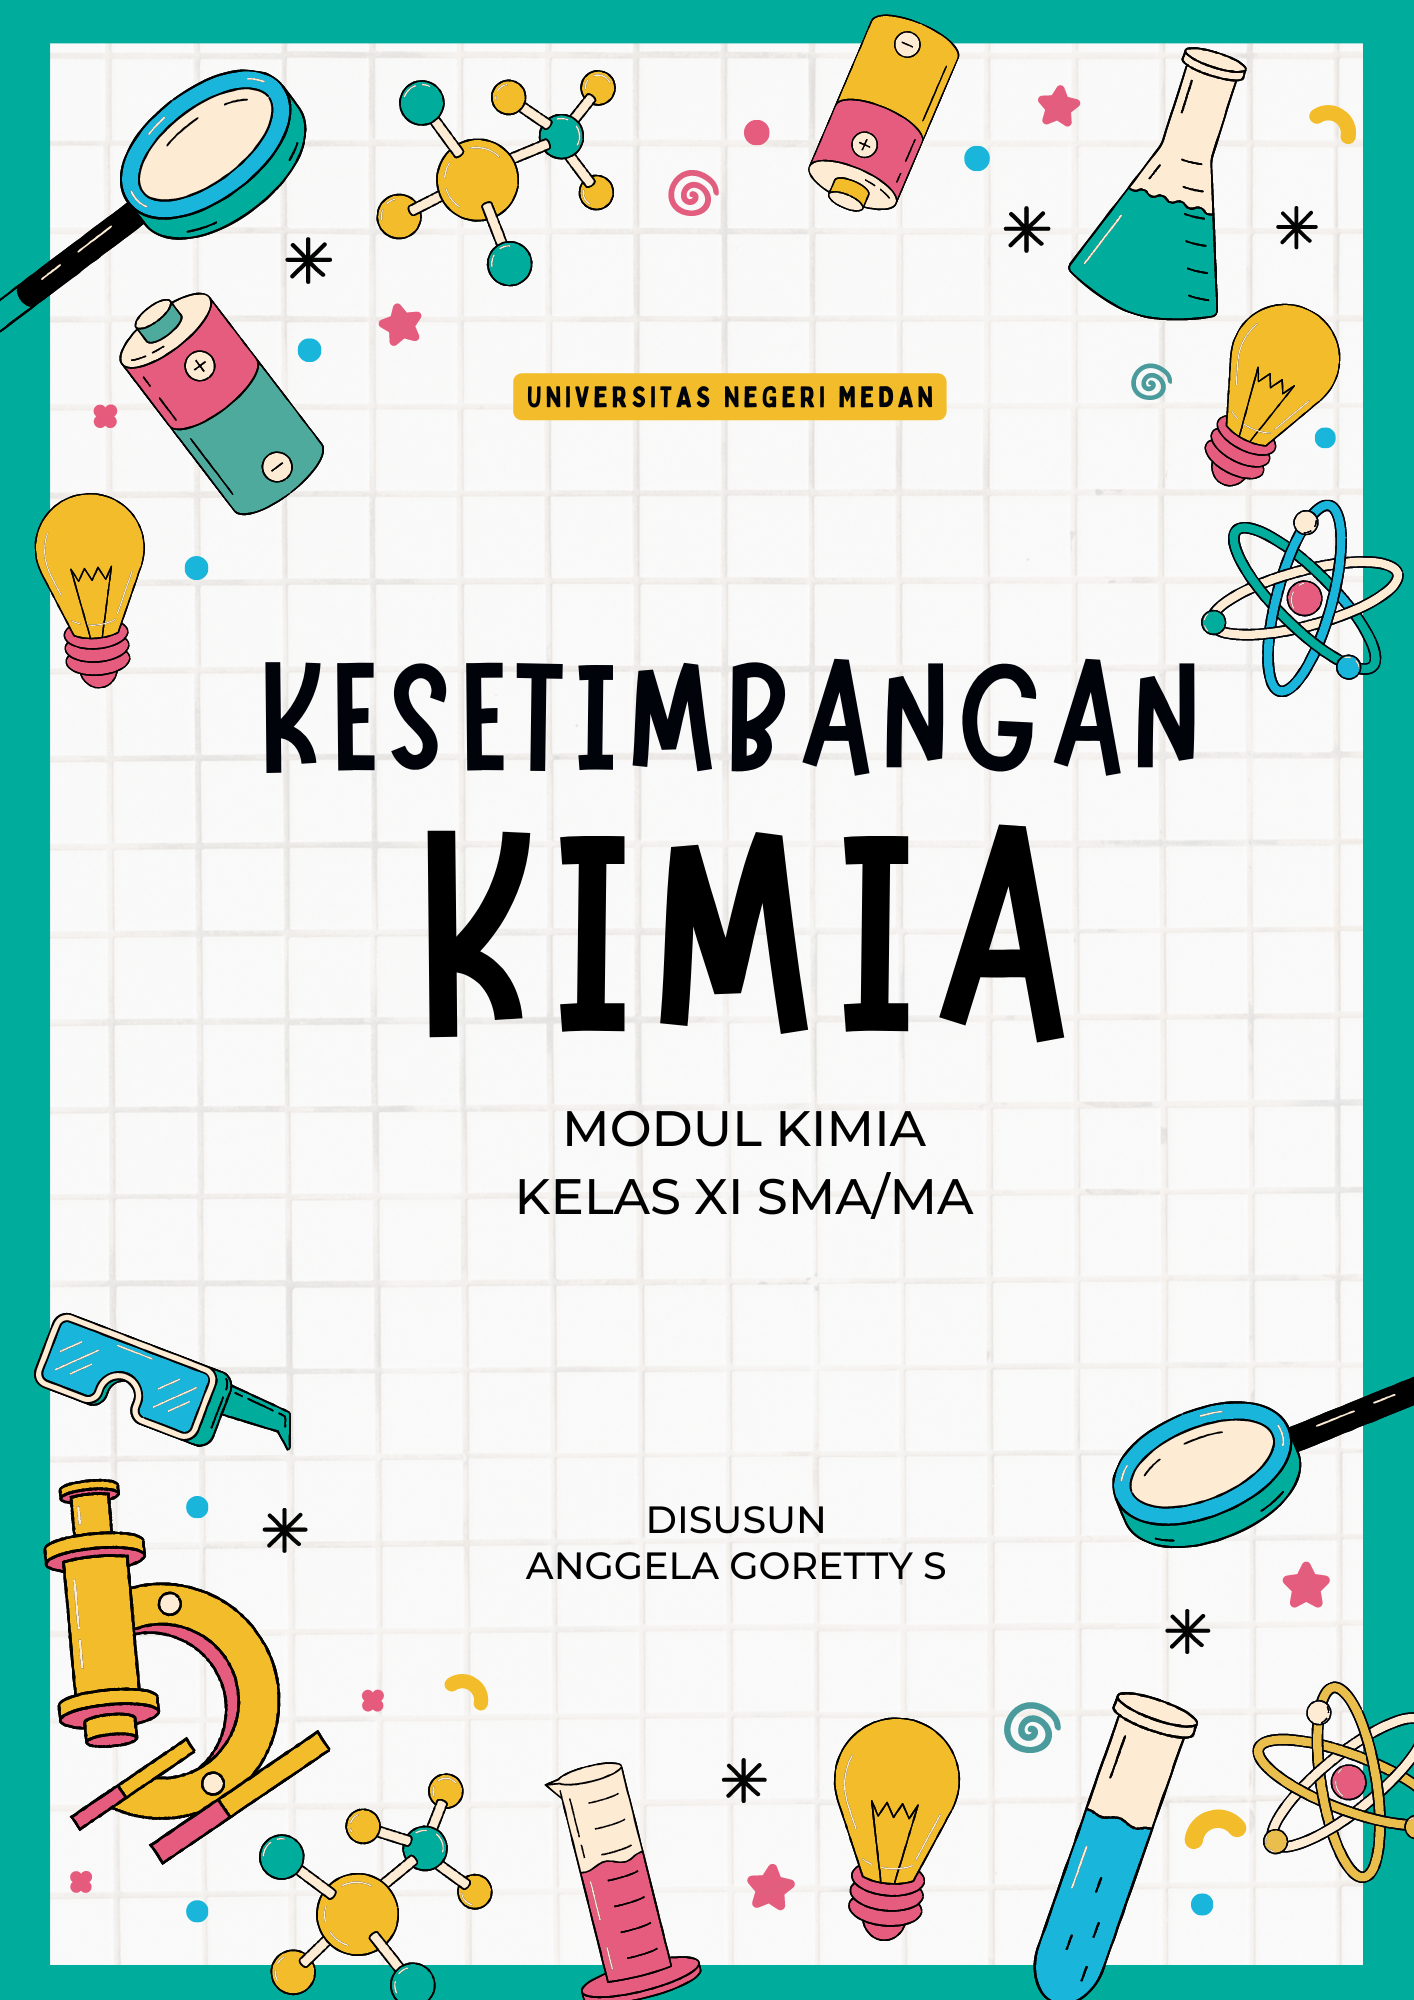 UNIVERSITAS NEGERI MEDAN
KESETIMBANGAN
KIMIA
MODUL KIMIA
KELAS XI SMA/MA
DISUSUN
ANGGELA GORETTY S